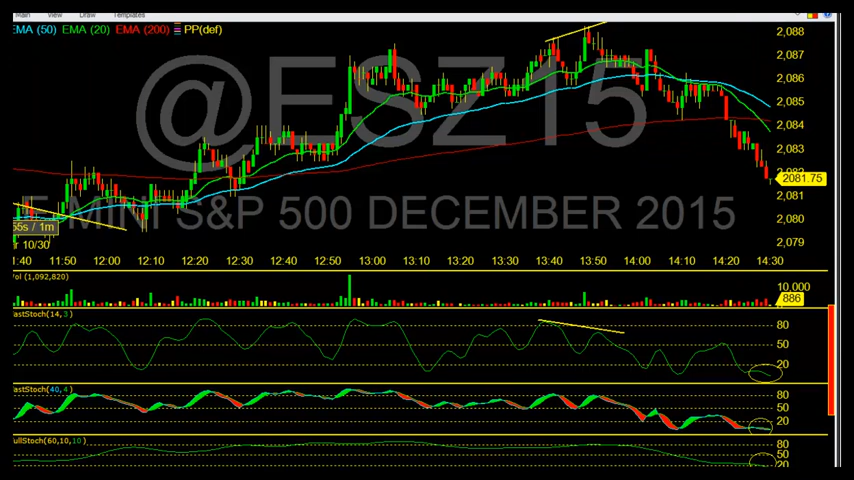 Main View Draw Templates
EMA (50) EMA (20) EMA (200) PP(def)
@ESZ15
E-MINI S&P 500 DECEMBER 2015
2,088
2,087
2,086
2,085
2,084
2,083
2,082
2081.75
2,081
2,080
2,079
55s / 1m
10/30
1:40 11:50 12:00 12:10 12:20 12:30 12:40 12:50 13:00 13:10 13:20 13:30 13:40 13:50 14:00 14:10 14:20 14:30
Vol (1,092,820)
10,000
886
FastStoch(14,3)
80
50
20
FastStoch(40,4)
80
50
20
FullStoch(60,10,10)
80
50
20